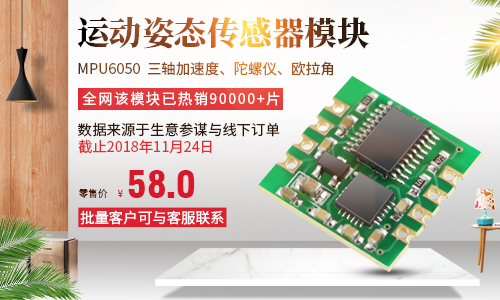 运动姿态传感器模块
MPU6050 三轴加速度、陀螺仪、欧拉角
全网该模块已热销90000+片
数据来源于生意参谋与线下订单
截止2018年11月24日
零售价 ¥ 58.0
批量客户可与客服联系